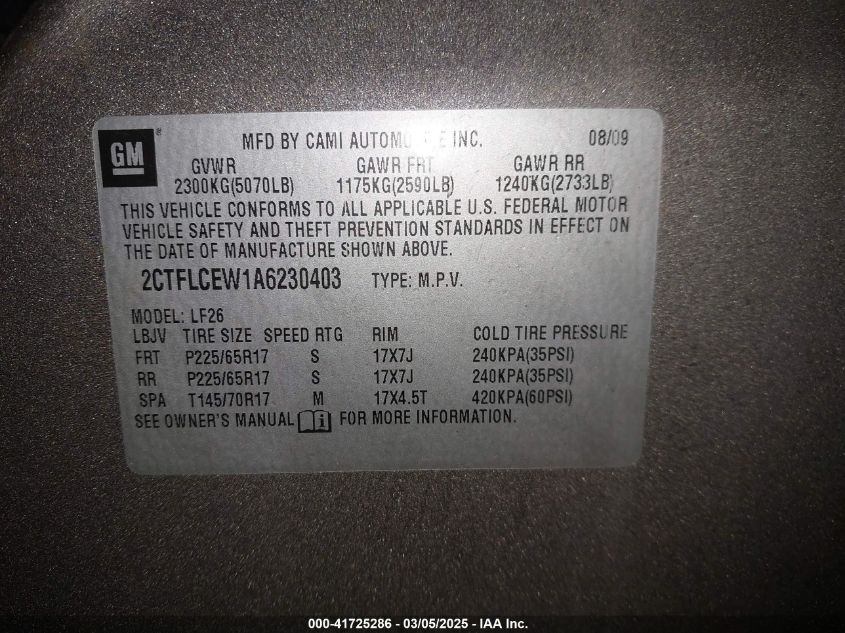 GM ®
MFD BY CAMI AUTOMO E INC. 08/09
GVWR GAWR FRT GAWR RR
2300KG(5070LB) 1175KG(2590LB) 1240KG(2733LB)
THIS VEHICLE CONFORMS TO ALL APPLICABLE U.S. FEDERAL MOTOR
VEHICLE SAFETY AND THEFT PREVENTION STANDARDS IN EFFECT ON
THE DATE OF MANUFACTURE SHOWN ABOVE.
2CTFLCEW1A6230403 TYPE: M.P.V.
MODEL: LF26
LBJV TIRE SIZE SPEED RTG RIM COLD TIRE PRESSURE
FRT P225/65R17 S 17X7J 240KPA(35PSI)
RR P225/65R17 S 17X7J 240KPA(35PSI)
SPA T145/70R17 M 17X4.5T 420KPA(60PSI)
SEE OWNER'S MANUAL i FOR MORE INFORMATION.
000-41725286 - 03/05/2025 - IAA Inc.